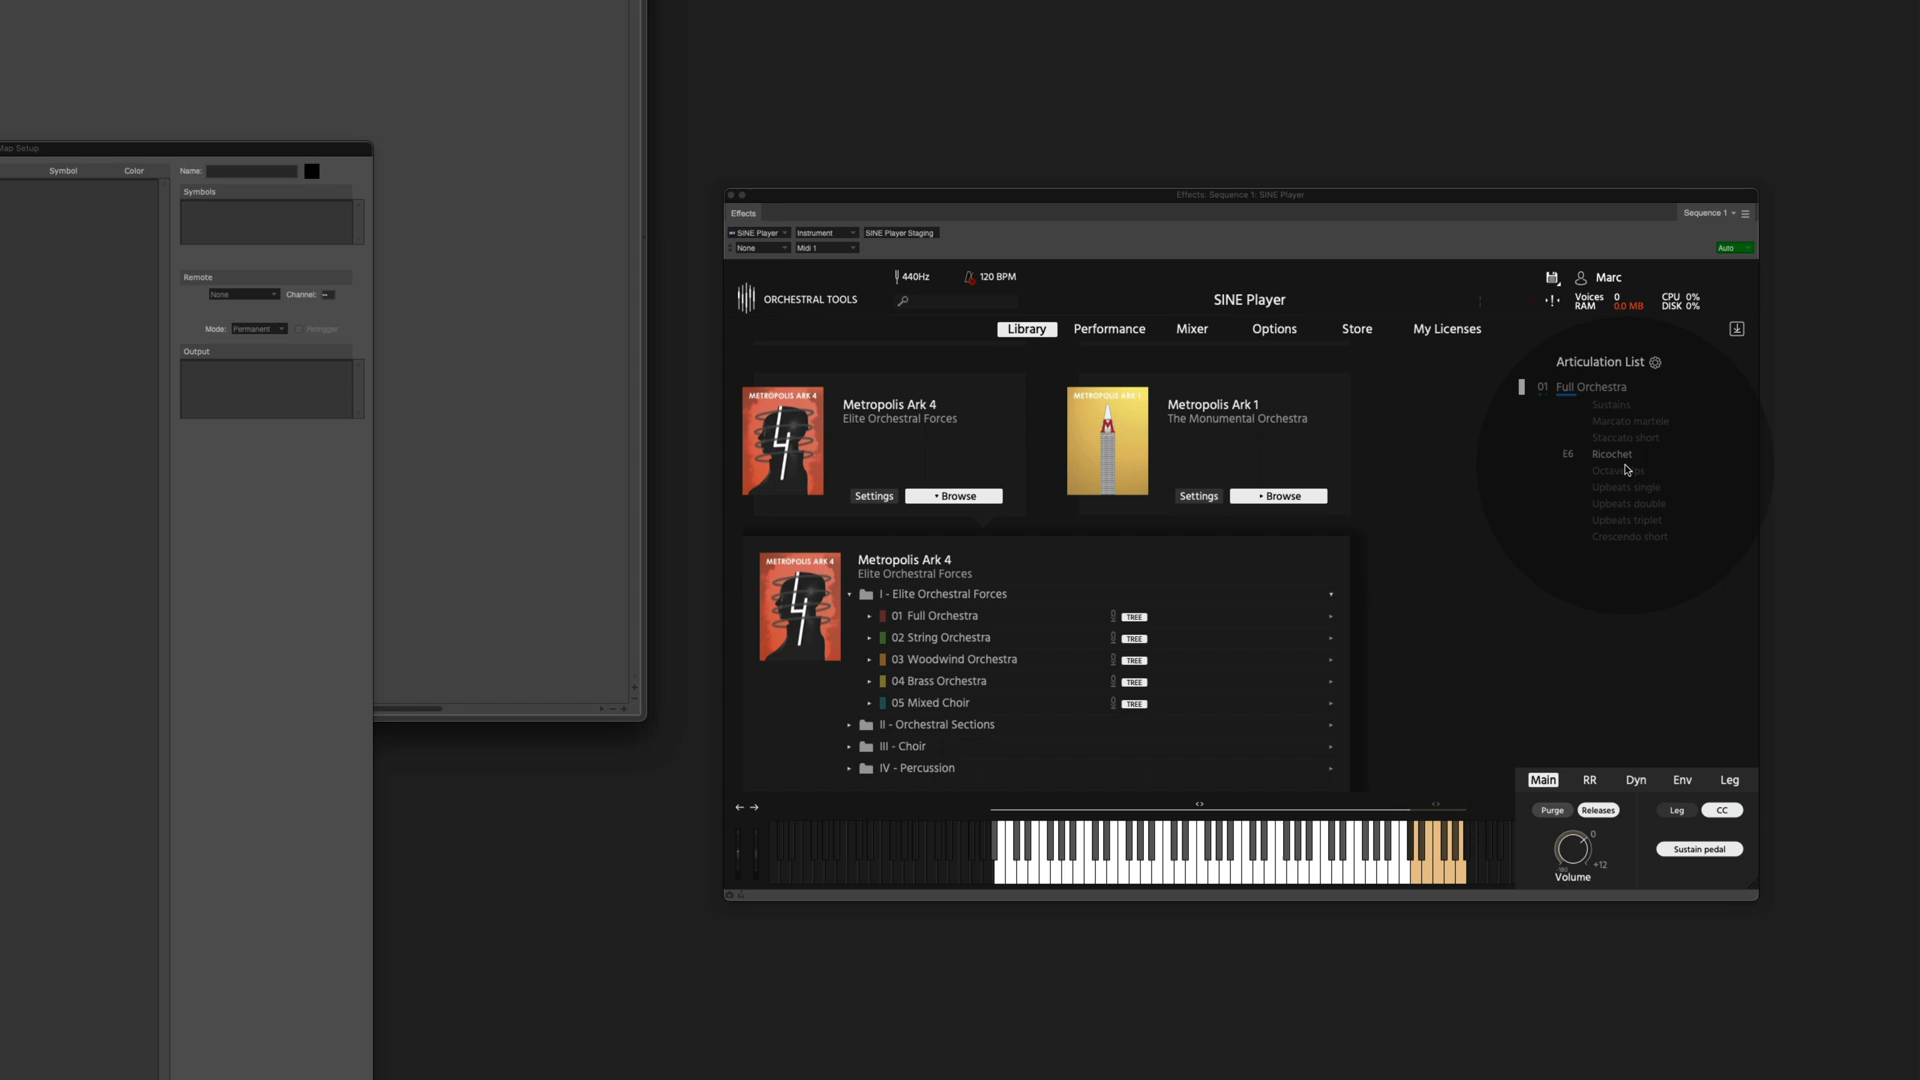 Map Setup
Symbol
Color
Name:
Symbols
Remote
None
Channel:
Mode:
Permanent
Retrigger
Output
Effects: Sequence 1: SINE Player
Effects
Sequence 1
SINE Player
Instrument
SINE Player Staging
None
Midi 1
Auto
ORCHESTRAL TOOLS
440Hz
120 BPM
SINE Player
Marc
Voices 0
RAM 0.0 MB
CPU 0%
DISK 0%
Library
Performance
Mixer
Options
Store
My Licenses
METROPOLIS ARK 4
Metropolis Ark 4
Elite Orchestral Forces
Settings
Browse
METROPOLIS ARK 1
Metropolis Ark 1
The Monumental Orchestra
Settings
Browse
METROPOLIS ARK 4
Metropolis Ark 4
Elite Orchestral Forces
I - Elite Orchestral Forces
01 Full Orchestra
TREE
02 String Orchestra
TREE
03 Woodwind Orchestra
TREE
04 Brass Orchestra
TREE
05 Mixed Choir
TREE
II - Orchestral Sections
III - Choir
IV - Percussion
Articulation List
01 Full Orchestra
Sustains
Marcato martele
Staccato short
E6 Ricochet
Upbeats single
Upbeats double
Upbeats triplet
Crescendo short
Main
RR
Dyn
Env
Leg
Purge
Releases
Leg
CC
0
+12
Volume
Sustain pedal